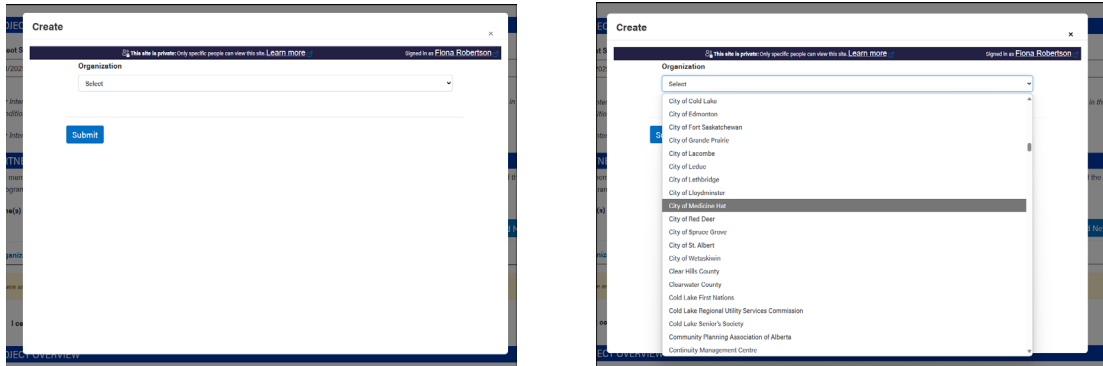 Create
×
This site is private: Only specific people can view this site. Learn more
Signed in as Fiona Robertson
Organization
Select
Submit
Create
×
This site is private: Only specific people can view this site. Learn more
Signed in as Fiona Robertson
Organization
Select
City of Cold Lake
City of Edmonton
City of Fort Saskatchewan
City of Grande Prairie
City of Lacombe
City of Leduc
City of Lethbridge
City of Lloydminster
City of Medicine Hat
City of Red Deer
City of Spruce Grove
City of St. Albert
City of Wetaskiwin
Clear Hills County
Clearwater County
Cold Lake First Nations
Cold Lake Regional Utility Services Commission
Cold Lake Senior's Society
Community Planning Association of Alberta
Continuity Management Centre